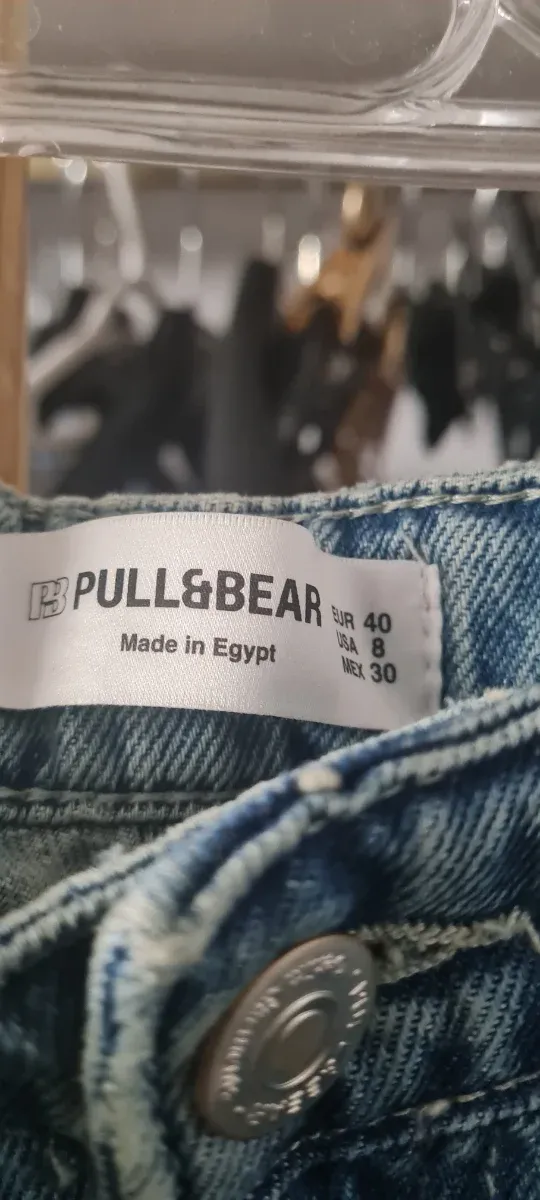 PB PULL&BEAR
Made in Egypt
EUR 40
USA 8
MEX 30